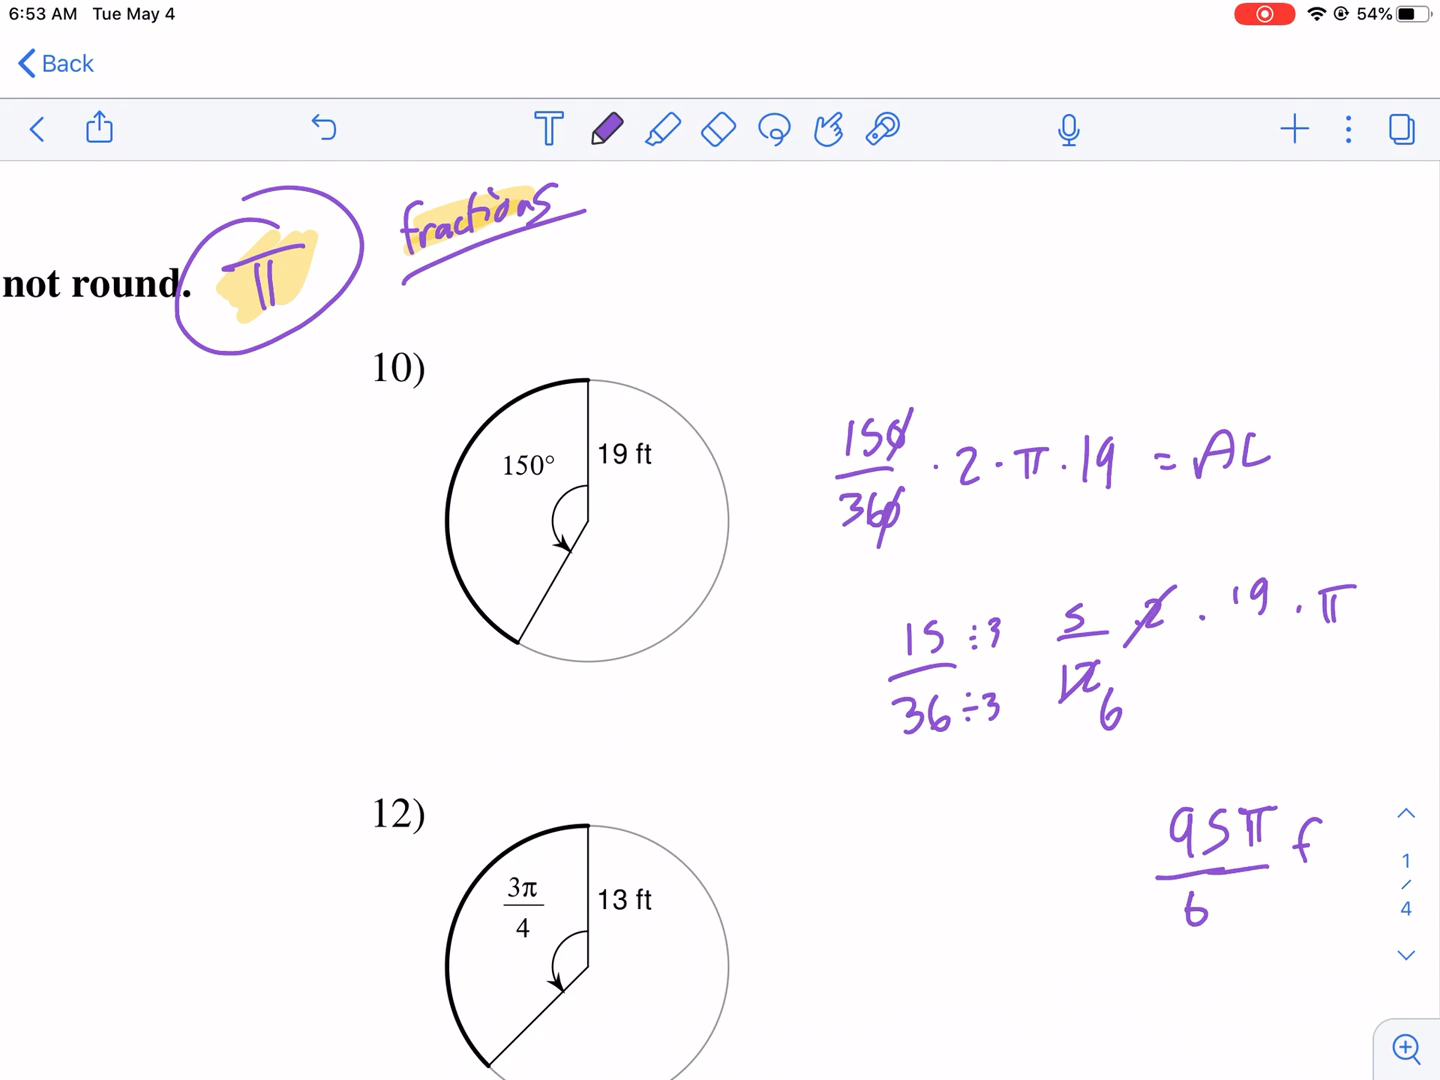 6:53 AM Tue May 4
54%
Back
T
fractions
not round. π
10)
150°
19 ft
150/360 · 2 · π · 19 = AL
15/36 ÷3/÷3 5/12 2 · 19 · π
6
12)
3π/4
13 ft
95π/6 f
1
/
4